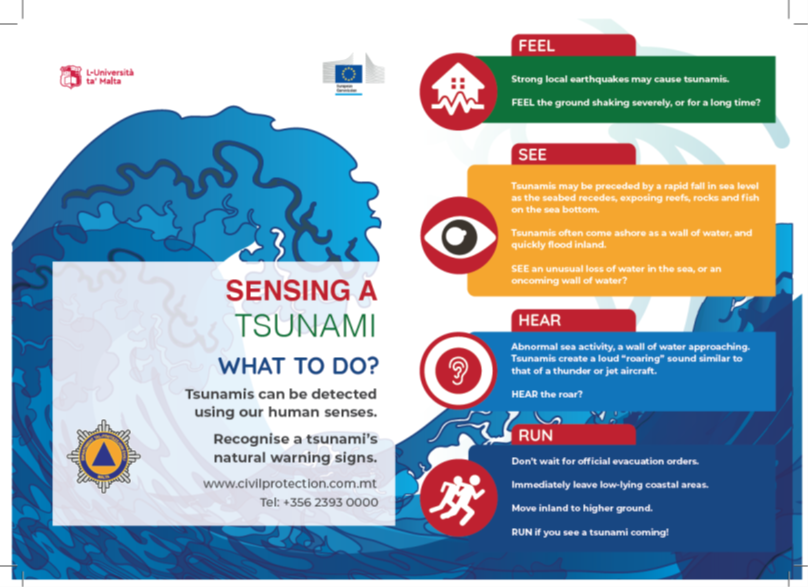 L-Università
ta' Malta
European
Commission
SENSING A
TSUNAMI
WHAT TO DO?
Tsunamis can be detected
using our human senses.
Recognise a tsunami's
natural warning signs.
www.civilprotection.com.mt
Tel: +356 2393 0000
FEEL
Strong local earthquakes may cause tsunamis.
FEEL the ground shaking severely, or for a long time?
SEE
Tsunamis may be preceded by a rapid fall in sea level
as the seabed recedes, exposing reefs, rocks and fish
on the sea bottom.
Tsunamis often come ashore as a wall of water, and
quickly flood inland.
SEE an unusual loss of water in the sea, or an
oncoming wall of water?
HEAR
Abnormal sea activity, a wall of water approaching.
Tsunamis create a loud "roaring" sound similar to
that of a thunder or jet aircraft.
HEAR the roar?
RUN
Don't wait for official evacuation orders.
Immediately leave low-lying coastal areas.
Move inland to higher ground.
RUN if you see a tsunami coming!